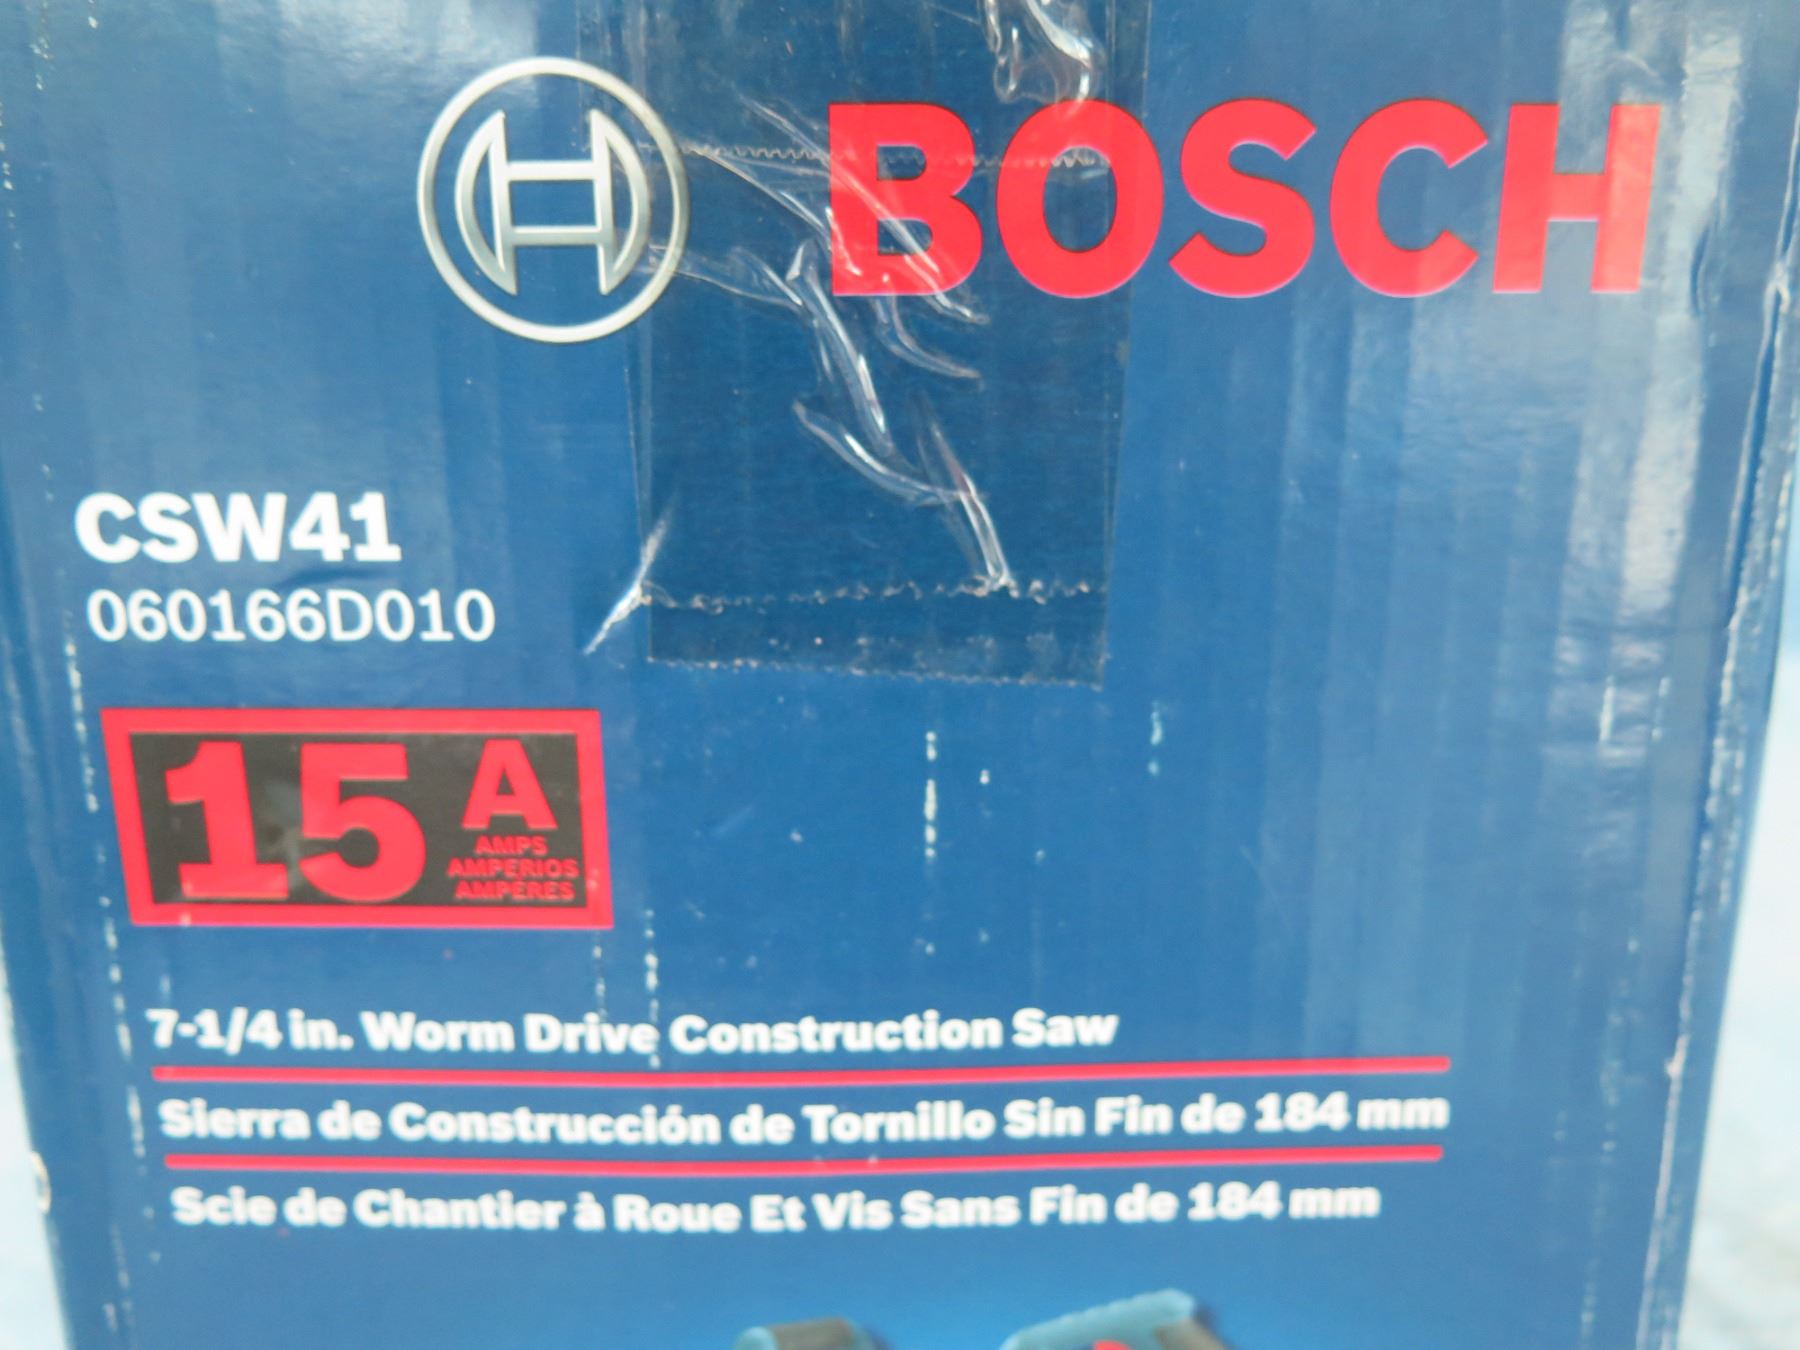 BOSCH
CSW41
060166D010
15 A
AMPS
AMPERIOS
AMPÈRES
7-1/4 in. Worm Drive Construction Saw
Sierra de Construcción de Tornillo Sin Fin de 184 mm
Scie de Chantier à Roue Et Vis Sans Fin de 184 mm